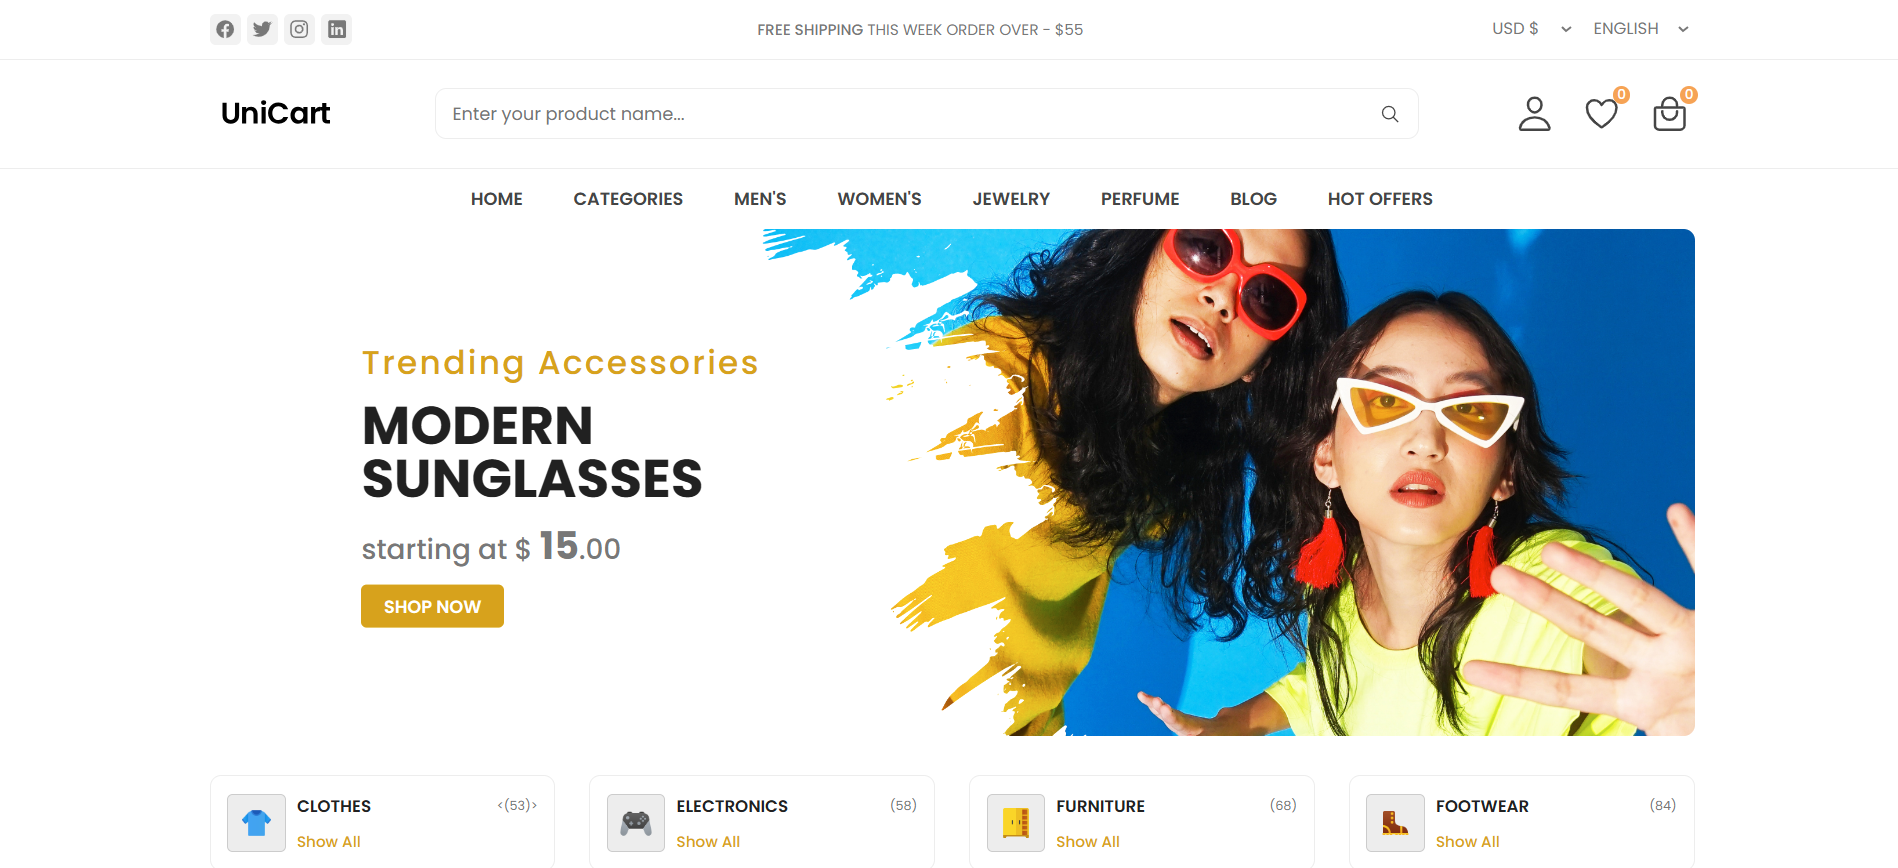 FREE SHIPPING THIS WEEK ORDER OVER - $55
USD $
ENGLISH
UniCart
Enter your product name...
0
0
HOME
CATEGORIES
MEN'S
WOMEN'S
JEWELRY
PERFUME
BLOG
HOT OFFERS
Trending Accessories
MODERN
SUNGLASSES
starting at $ 15.00
SHOP NOW
CLOTHES
<(53)>
Show All
ELECTRONICS
(58)
Show All
FURNITURE
(68)
Show All
FOOTWEAR
(84)
Show All